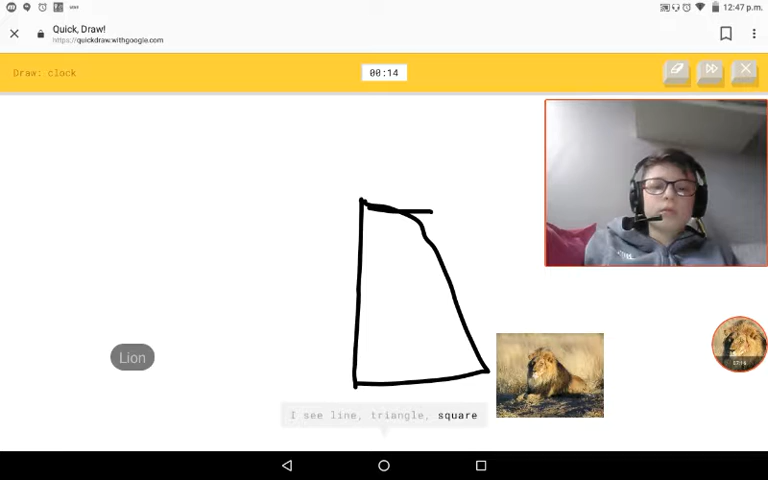 12:47 p.m.
Quick, Draw!
https://quickdraw.withgoogle.com
Draw: clock
00:14
Lion
I see line, triangle, square